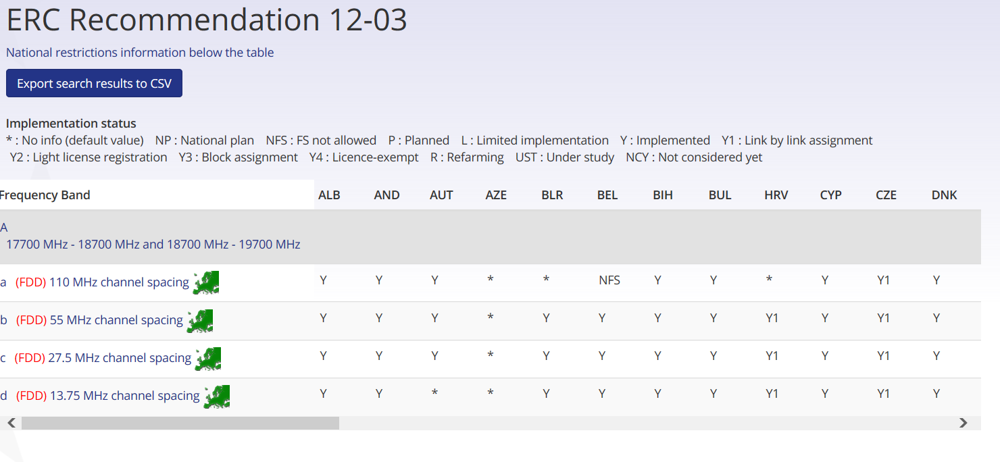 ERC Recommendation 12-03
National restrictions information below the table
Export search results to CSV
Implementation status
* : No info (default value) NP : National plan NFS : FS not allowed P : Planned L : Limited implementation Y : Implemented Y1 : Link by link assignment
Y2 : Light license registration Y3 : Block assignment Y4 : Licence-exempt R : Refarming UST : Under study NCY : Not considered yet
Frequency Band ALB AND AUT AZE BLR BEL BIH BUL HRV CYP CZE DNK
A
17700 MHz - 18700 MHz and 18700 MHz - 19700 MHz
a (FDD) 110 MHz channel spacing Y Y Y * * NFS Y Y * Y Y1 Y
b (FDD) 55 MHz channel spacing Y Y Y * Y Y Y Y Y1 Y Y1 Y
c (FDD) 27.5 MHz channel spacing Y Y Y * Y Y Y Y Y1 Y Y1 Y
d (FDD) 13.75 MHz channel spacing Y Y * * Y Y Y Y Y1 Y Y1 Y